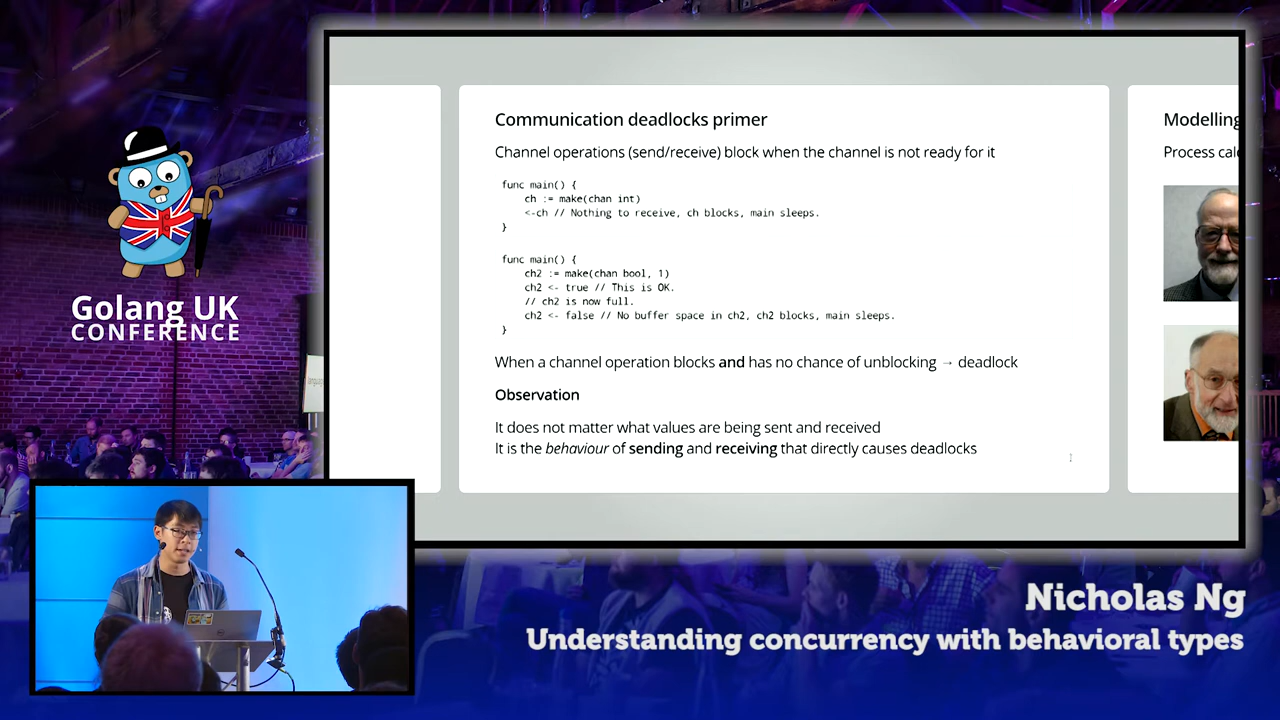 Golang UK
CONFERENCE
Communication deadlocks primer
Channel operations (send/receive) block when the channel is not ready for it
func main() {
ch := make(chan int)
<-ch // Nothing to receive, ch blocks, main sleeps.
}
func main() {
ch2 := make(chan bool, 1)
ch2 <- true // This is OK.
// ch2 is now full.
ch2 <- false // No buffer space in ch2, ch2 blocks, main sleeps.
}
When a channel operation blocks and has no chance of unblocking → deadlock
Observation
It does not matter what values are being sent and received
It is the behaviour of sending and receiving that directly causes deadlocks
Modelling
Process calc
Nicholas Ng
Understanding concurrency with behavioral types